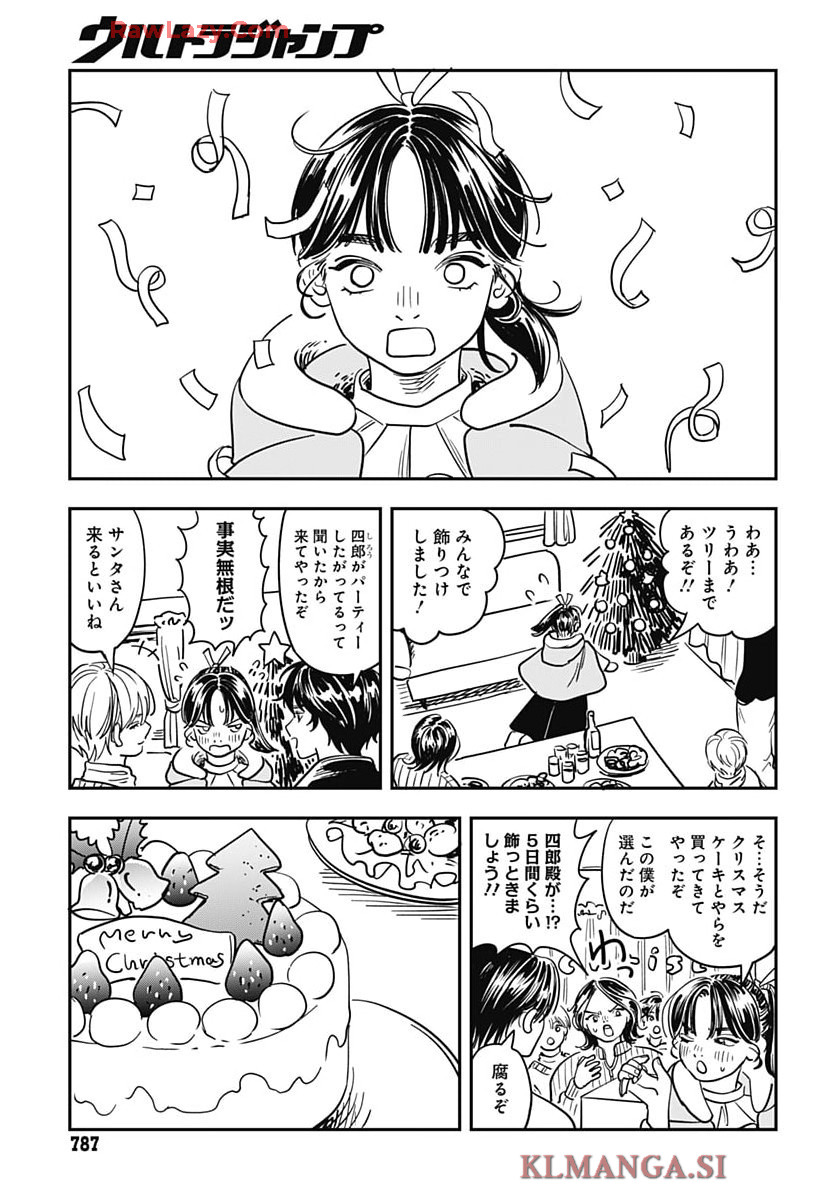 ウルトラジャンプ
RawLazy.Com
わあ…
うわあ!
ツリーまで
あるぞ!!
みんなで
飾りつけ
しました!
四郎がパーティー
したがってるって
聞いたから
来てやったぞ
しろう
事実無根だッ
サンタさん
来るといいね
そ…そうだ
クリスマス
ケーキとやらを
買ってきて
やったぞ
この僕が
選んだのだ
四郎殿が…!?
5日間くらい
飾っときま
しょう!!
わっ
腐るぞ
Merry
Christmas
787
KLMANGA.SI